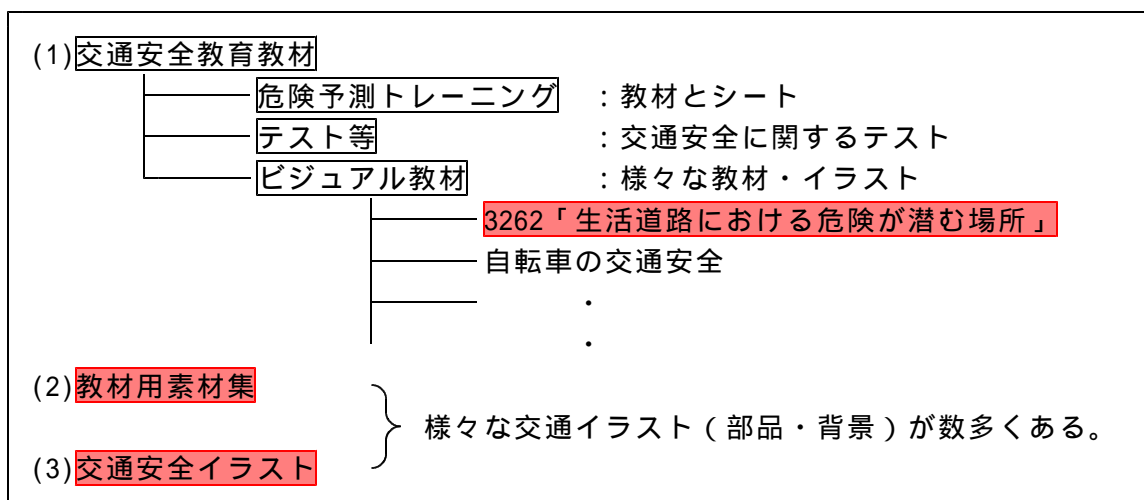 (1)交通安全教育教材
危険予測トレーニング ：教材とシート
テスト等 ：交通安全に関するテスト
ビジュアル教材 ：様々な教材・イラスト
3262「生活道路における危険が潜む場所」
自転車の交通安全
・
・
(2)教材用素材集
様々な交通イラスト（部品・背景）が数多くある。
(3)交通安全イラスト